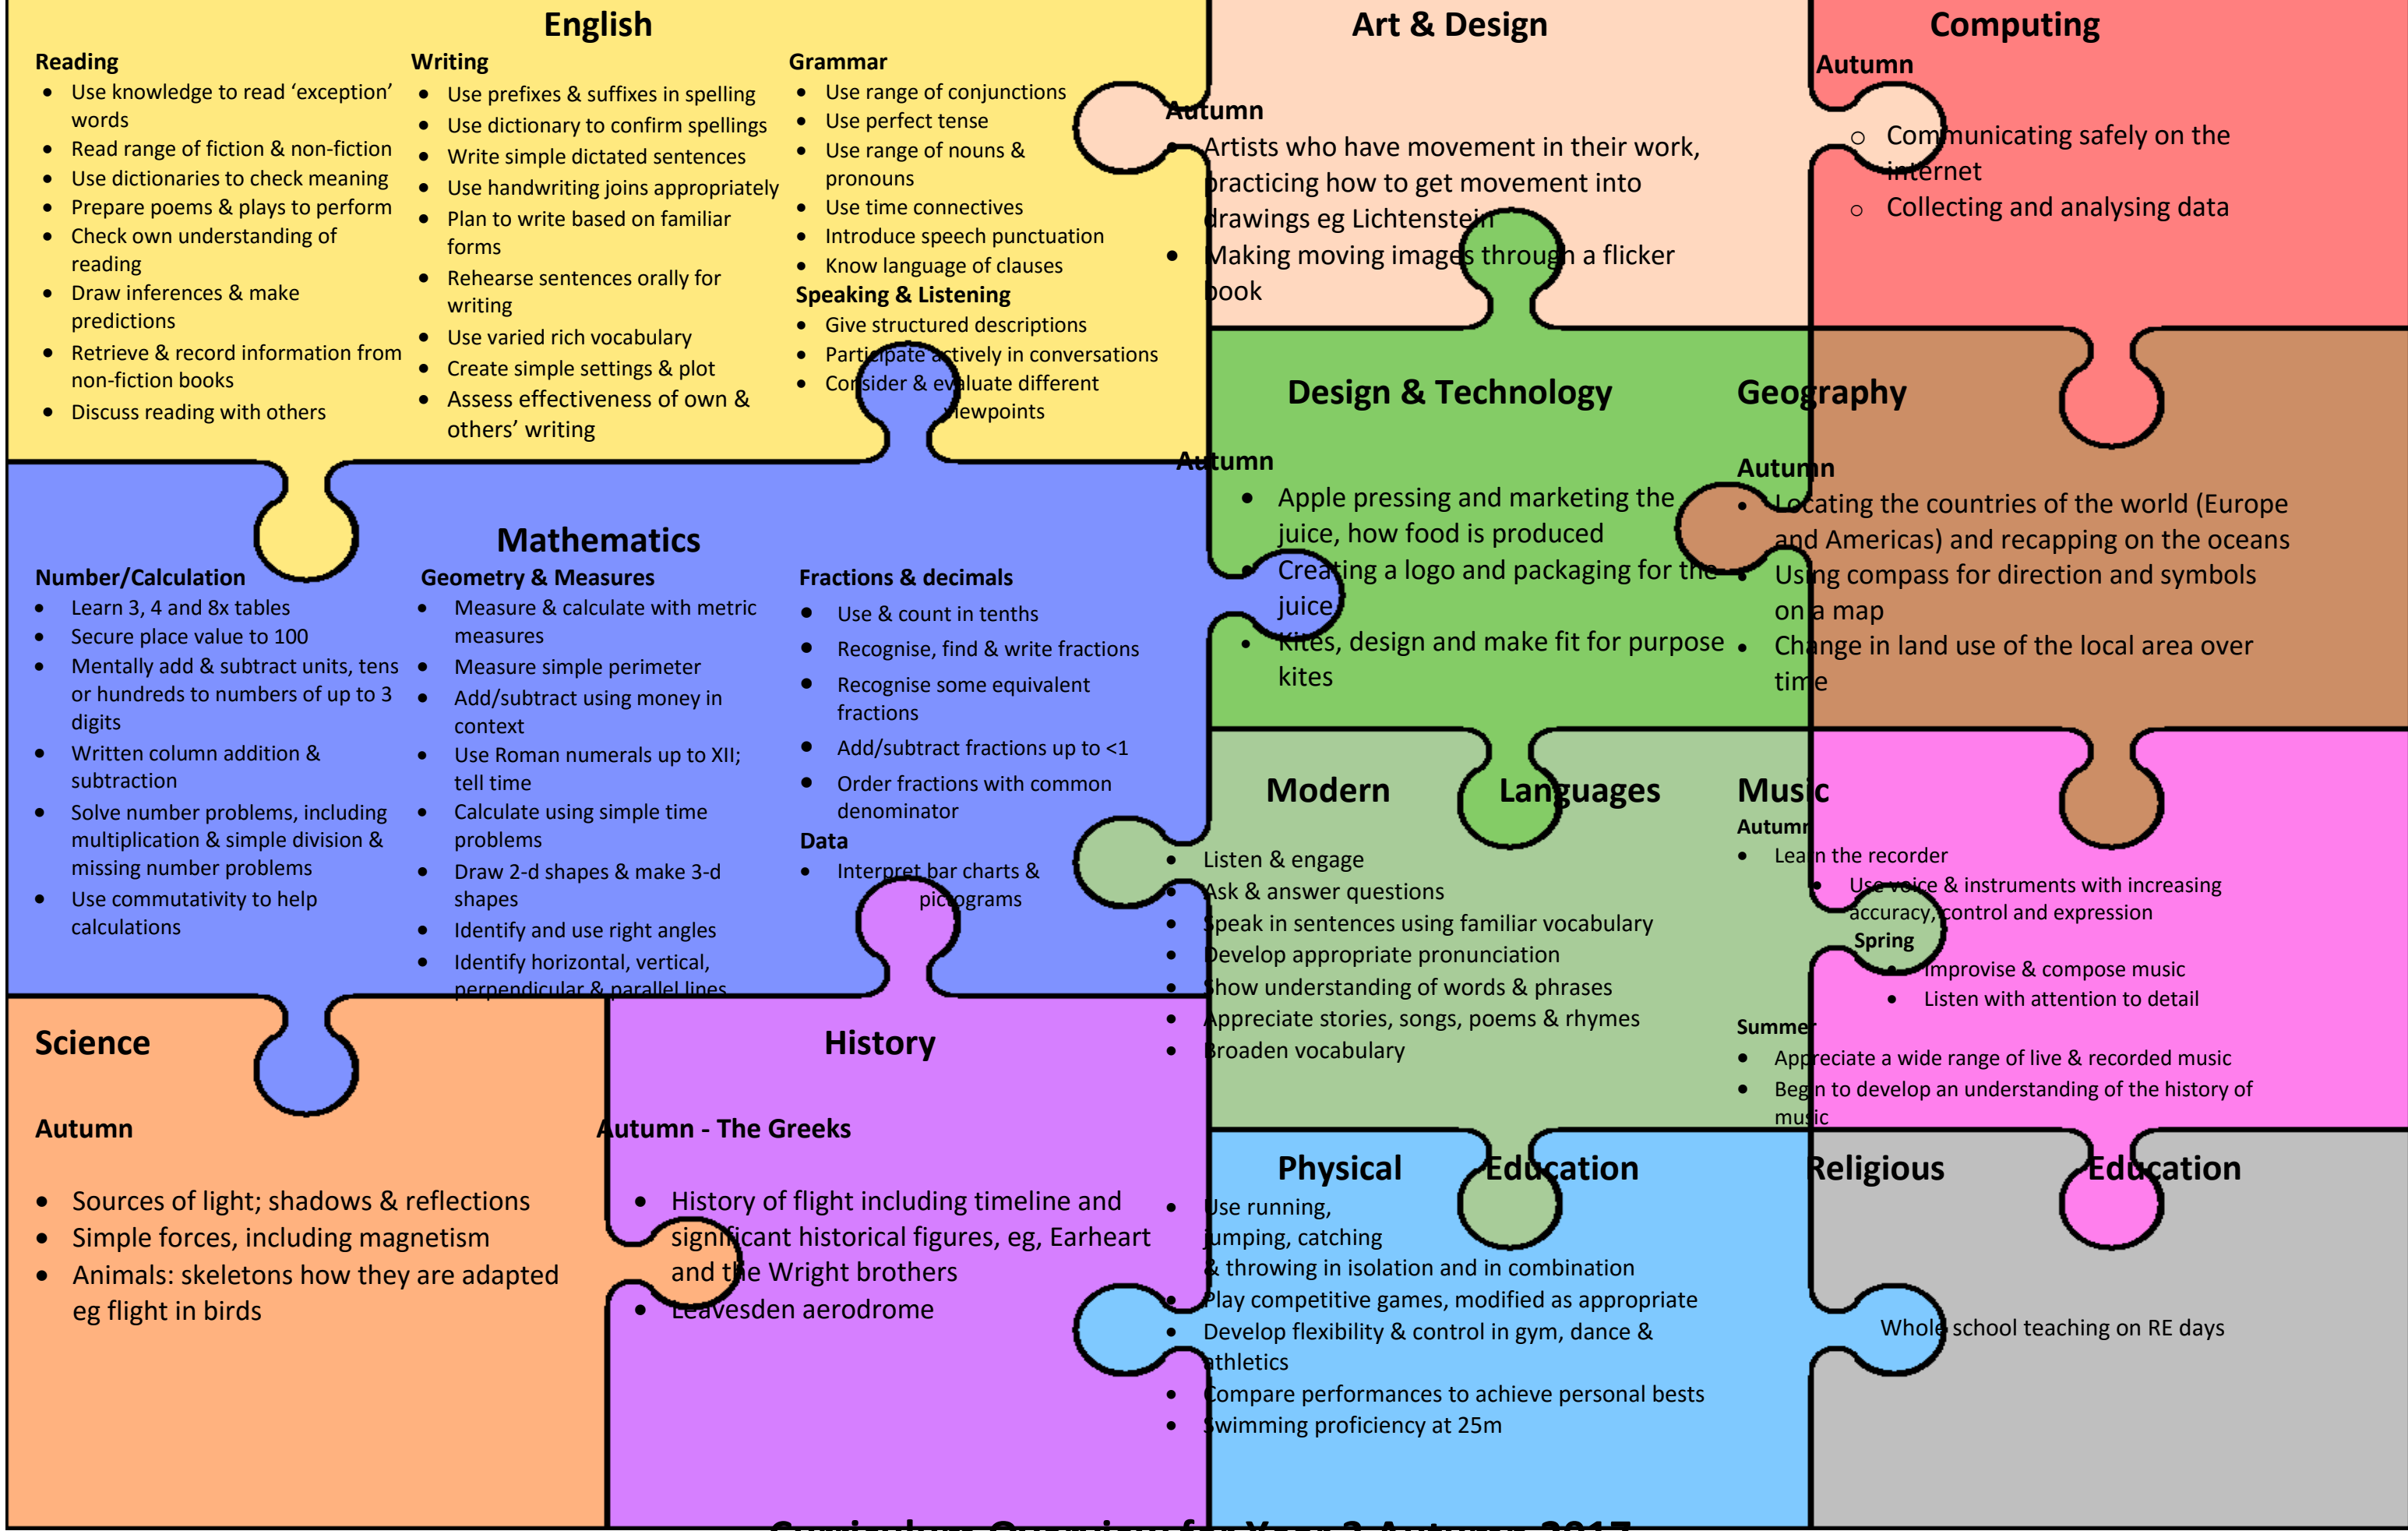 English
Reading
• Use knowledge to read ‘exception’
words
• Read range of fiction & non-fiction
• Use dictionaries to check meaning
• Prepare poems & plays to perform
• Check own understanding of
reading
• Draw inferences & make
predictions
• Retrieve & record information from
non-fiction books
• Discuss reading with others
Writing
• Use prefixes & suffixes in spelling
• Use dictionary to confirm spellings
• Write simple dictated sentences
• Use handwriting joins appropriately
• Plan to write based on familiar
forms
• Rehearse sentences orally for
writing
• Use varied rich vocabulary
• Create simple settings & plot
• Assess effectiveness of own &
others’ writing
Grammar
• Use range of conjunctions
• Use perfect tense
• Use range of nouns &
pronouns
• Use time connectives
• Introduce speech punctuation
• Know language of clauses
Speaking & Listening
• Give structured descriptions
• Participate actively in conversations
• Consider & evaluate different
viewpoints
Art & Design
Autumn
• Artists who have movement in their work,
practicing how to get movement into
drawings eg Lichtenstein
• Making moving images through a flicker
book
Computing
Autumn
o Communicating safely on the
internet
o Collecting and analysing data
Mathematics
Number/Calculation
• Learn 3, 4 and 8x tables
• Secure place value to 100
• Mentally add & subtract units, tens
or hundreds to numbers of up to 3
digits
• Written column addition &
subtraction
• Solve number problems, including
multiplication & simple division &
missing number problems
• Use commutativity to help
calculations
Geometry & Measures
• Measure & calculate with metric
measures
• Measure simple perimeter
• Add/subtract using money in
context
• Use Roman numerals up to XII;
tell time
• Calculate using simple time
problems
• Draw 2-d shapes & make 3-d
shapes
• Identify and use right angles
• Identify horizontal, vertical,
perpendicular & parallel lines
Fractions & decimals
• Use & count in tenths
• Recognise, find & write fractions
• Recognise some equivalent
fractions
• Add/subtract fractions up to <1
• Order fractions with common
denominator
Data
• Interpret bar charts &
pictograms
Design & Technology
Autumn
• Apple pressing and marketing the
juice, how food is produced
• Creating a logo and packaging for the
juice
• Kites, design and make fit for purpose
kites
Geography
Autumn
• Locating the countries of the world (Europe
and Americas) and recapping on the oceans
• Using compass for direction and symbols
on a map
• Change in land use of the local area over
time
Modern Languages
• Listen & engage
• Ask & answer questions
• Speak in sentences using familiar vocabulary
• Develop appropriate pronunciation
• Show understanding of words & phrases
• Appreciate stories, songs, poems & rhymes
• Broaden vocabulary
Music
Autumn
• Learn the recorder
• Use voice & instruments with increasing
accuracy, control and expression
Spring
• Improvise & compose music
• Listen with attention to detail
Summer
• Appreciate a wide range of live & recorded music
• Begin to develop an understanding of the history of
music
Science
Autumn
• Sources of light; shadows & reflections
• Simple forces, including magnetism
• Animals: skeletons how they are adapted
eg flight in birds
History
Autumn - The Greeks
• History of flight including timeline and
significant historical figures, eg, Earheart
and the Wright brothers
• Leavesden aerodrome
Physical Education
• Use running,
jumping, catching
& throwing in isolation and in combination
• Play competitive games, modified as appropriate
• Develop flexibility & control in gym, dance &
athletics
• Compare performances to achieve personal bests
• Swimming proficiency at 25m
Religious Education
Whole school teaching on RE days
Curriculum Overview for Year 3 Autumn 2017